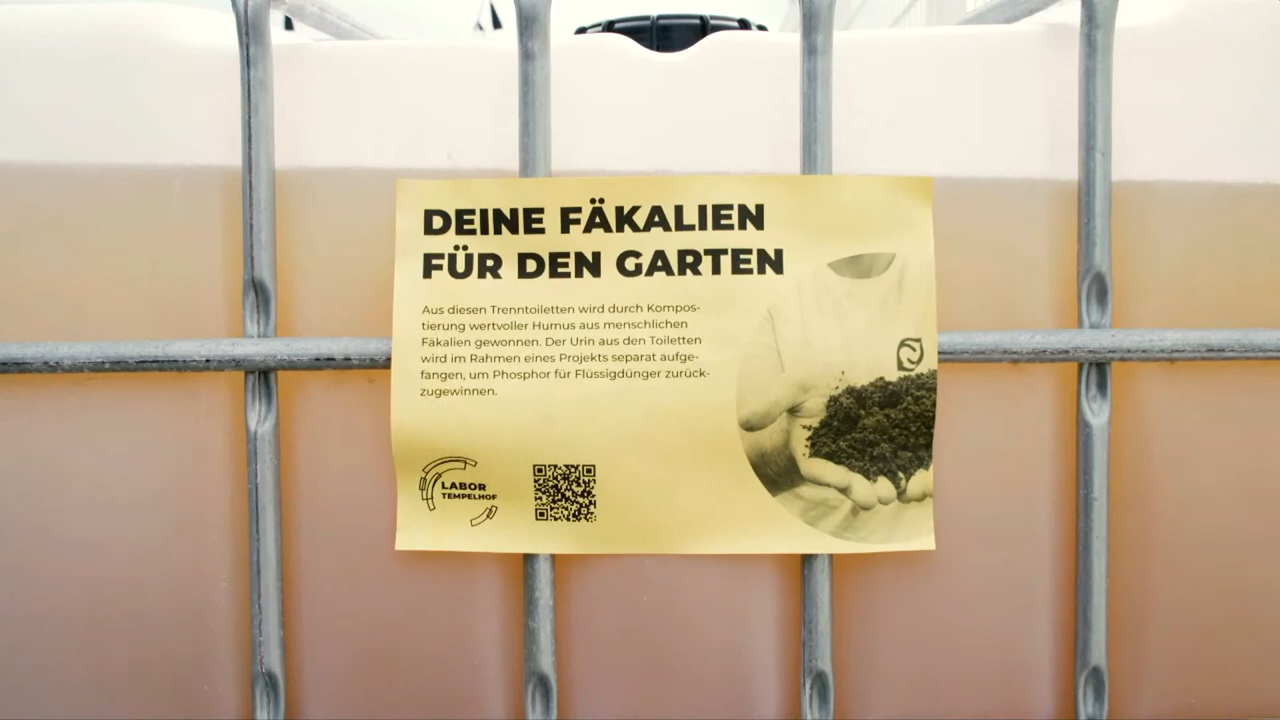 DEINE FÄKALIEN
FÜR DEN GARTEN
Aus diesen Trenntoiletten wird durch Kompos-
tierung wertvoller Humus aus menschlichen
Fäkalien gewonnen. Der Urin aus den Toiletten
wird im Rahmen eines Projekts separat aufge-
fangen, um Phosphor für Flüssigdünger zurück-
zugewinnen.
LABOR
TEMPELHOF